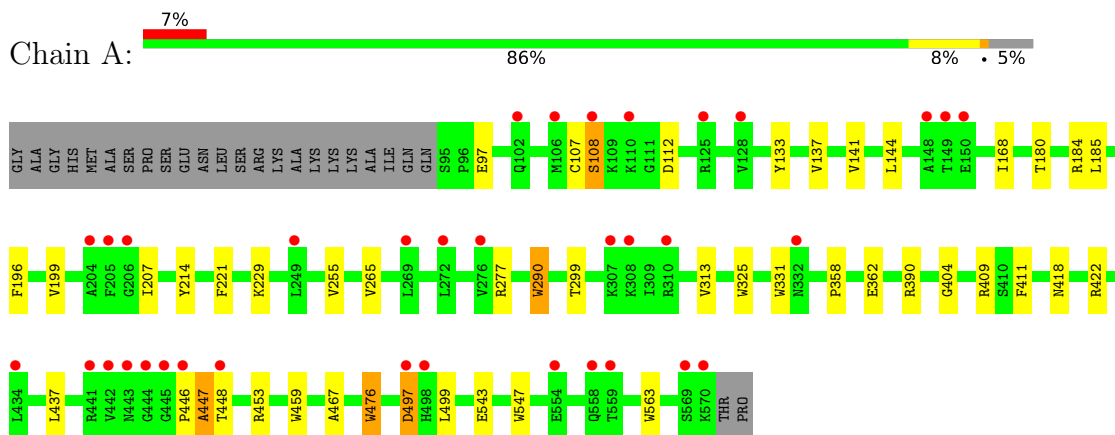 7%
Chain A:
86% 8% • 5%
GLY ALA GLY HIS MET ALA SER PRO SER SER GLU ASN LEU SER ARG LYS ALA LYS LYS LYS ALA ILE GLN GLN S95 P96 E97 Q102 M106 C107 S108 K109 K110 G111 D112 R125 V128 Y133 V137 V141 L144 A148 T149 E150 I168 T180 R184 L185
F196 V199 A204 F205 G206 I207 Y214 F221 K229 L249 V255 V265 L269 L272 V276 R277 W290 T299 K307 K308 I309 R310 V313 W325 W331 N332 P358 E362 R390 G404 R409 S410 F411 N418 R422
L434 L437 R441 V442 N443 G444 G445 P446 A447 T448 R453 W459 A467 W476 D497 H498 L499 E543 W547 E554 Q558 T559 W563 S569 K570 THR PRO